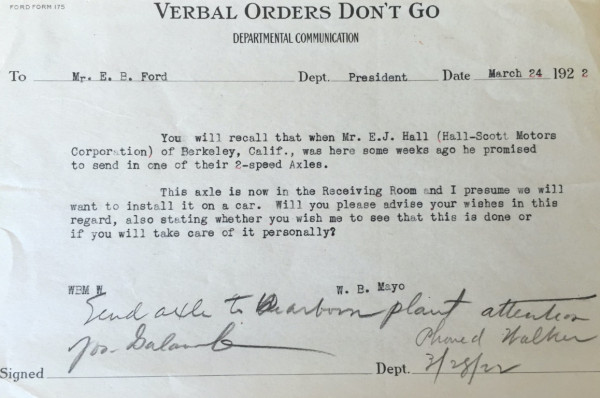 FORD FORM 175
VERBAL ORDERS DON'T GO
DEPARTMENTAL COMMUNICATION
To Mr. E. B. Ford Dept. President Date March 24 1922
You will recall that when Mr. E.J. Hall (Hall-Scott Motors
Corporation) of Berkeley, Calif., was here some weeks ago he promised
to send in one of their 2-speed Axles.
This axle is now in the Receiving Room and I presume we will
want to install it on a car. Will you please advise your wishes in this
regard, also stating whether you wish me to see that this is done or
if you will take care of it personally?
WBM W W. B. Mayo
Send axle to Dearborn plant attention
Jos. Galamb Phoned Walker
Signed Dept. 3/28/22